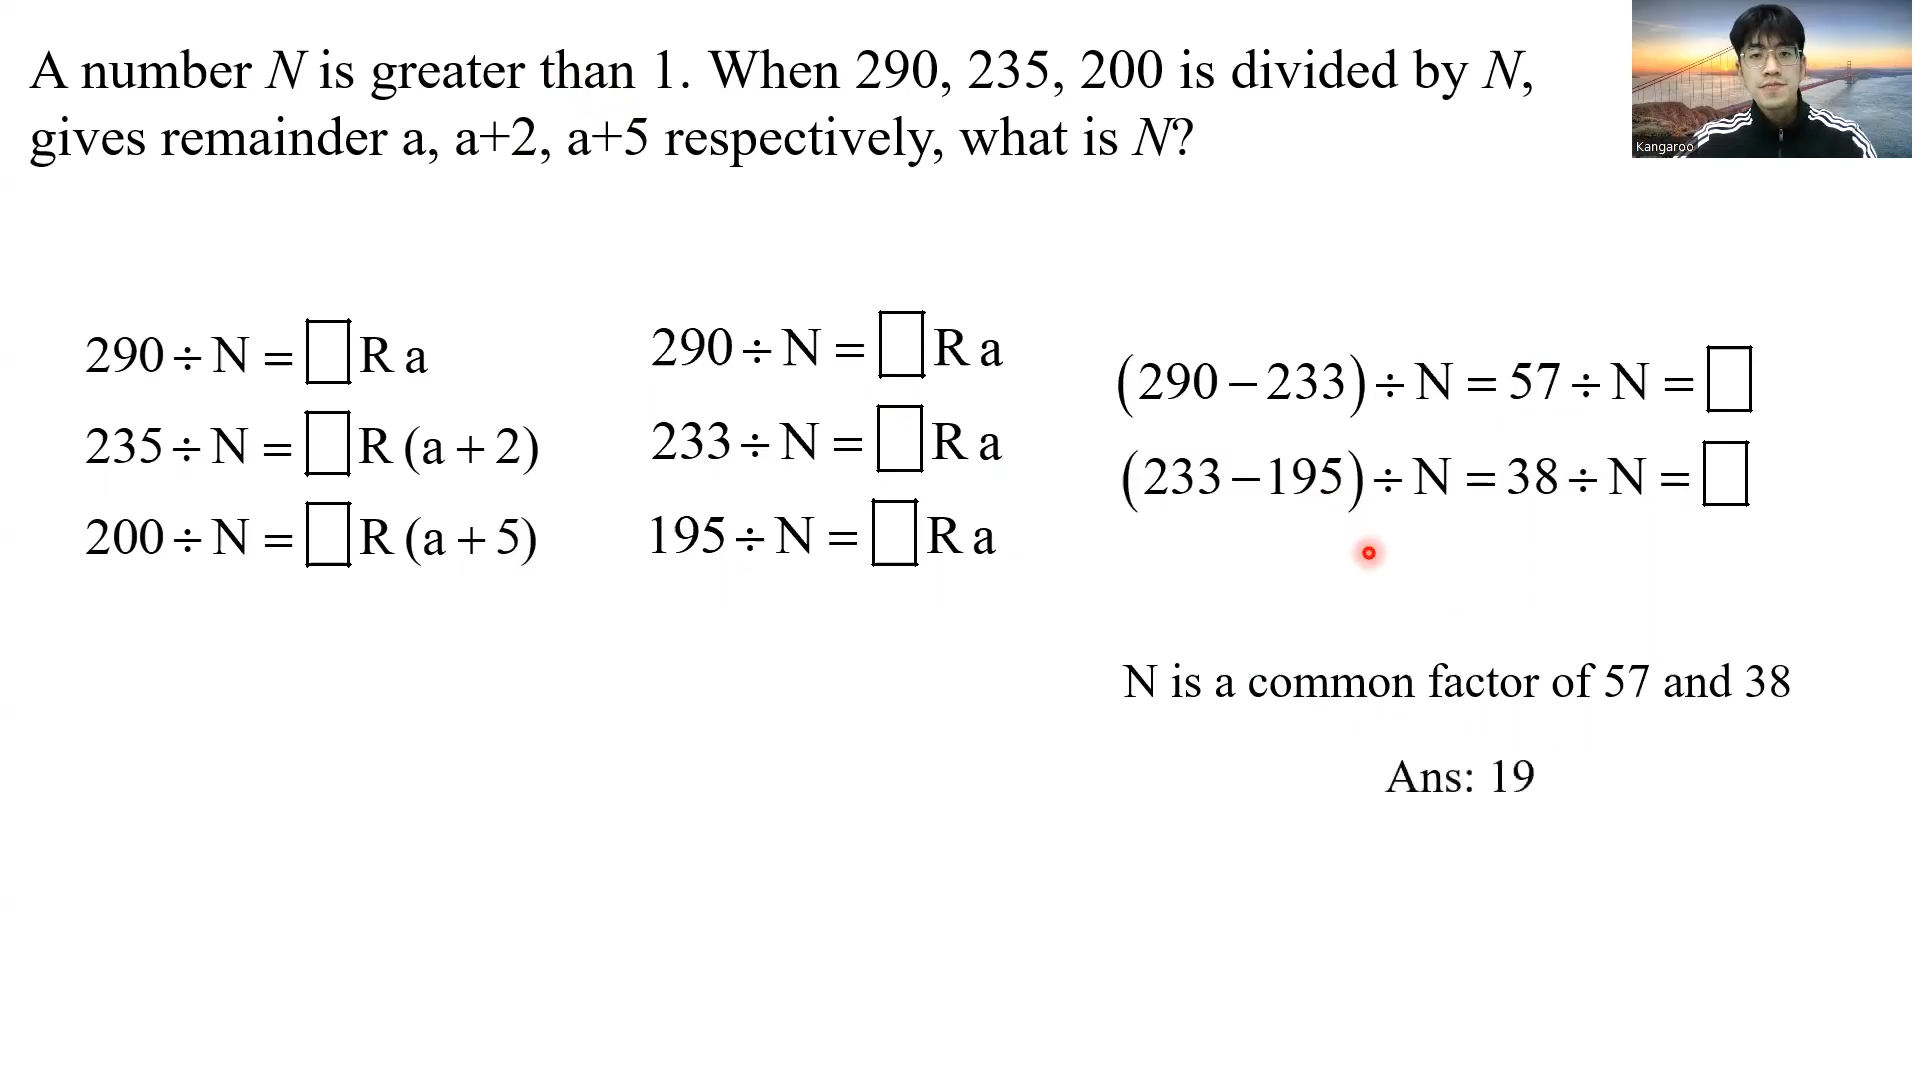 A number N is greater than 1. When 290, 235, 200 is divided by N,
gives remainder a, a+2, a+5 respectively, what is N?
Kangaroo
290 ÷ N = □ R a
235 ÷ N = □ R (a + 2)
200 ÷ N = □ R (a + 5)
290 ÷ N = □ R a
233 ÷ N = □ R a
195 ÷ N = □ R a
(290 − 233) ÷ N = 57 ÷ N = □
(233 − 195) ÷ N = 38 ÷ N = □
N is a common factor of 57 and 38
Ans: 19